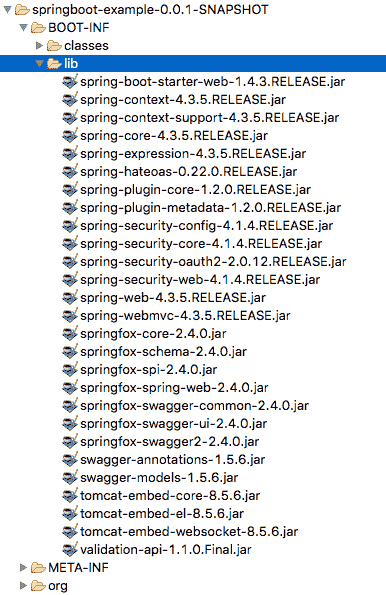 springboot-example-0.0.1-SNAPSHOT
BOOT-INF
classes
lib
spring-boot-starter-web-1.4.3.RELEASE.jar
spring-context-4.3.5.RELEASE.jar
spring-context-support-4.3.5.RELEASE.jar
spring-core-4.3.5.RELEASE.jar
spring-expression-4.3.5.RELEASE.jar
spring-hateoas-0.22.0.RELEASE.jar
spring-plugin-core-1.2.0.RELEASE.jar
spring-plugin-metadata-1.2.0.RELEASE.jar
spring-security-config-4.1.4.RELEASE.jar
spring-security-core-4.1.4.RELEASE.jar
spring-security-oauth2-2.0.12.RELEASE.jar
spring-security-web-4.1.4.RELEASE.jar
spring-web-4.3.5.RELEASE.jar
spring-webmvc-4.3.5.RELEASE.jar
springfox-core-2.4.0.jar
springfox-schema-2.4.0.jar
springfox-spi-2.4.0.jar
springfox-spring-web-2.4.0.jar
springfox-swagger-common-2.4.0.jar
springfox-swagger-ui-2.4.0.jar
springfox-swagger2-2.4.0.jar
swagger-annotations-1.5.6.jar
swagger-models-1.5.6.jar
tomcat-embed-core-8.5.6.jar
tomcat-embed-el-8.5.6.jar
tomcat-embed-websocket-8.5.6.jar
validation-api-1.1.0.Final.jar
META-INF
org